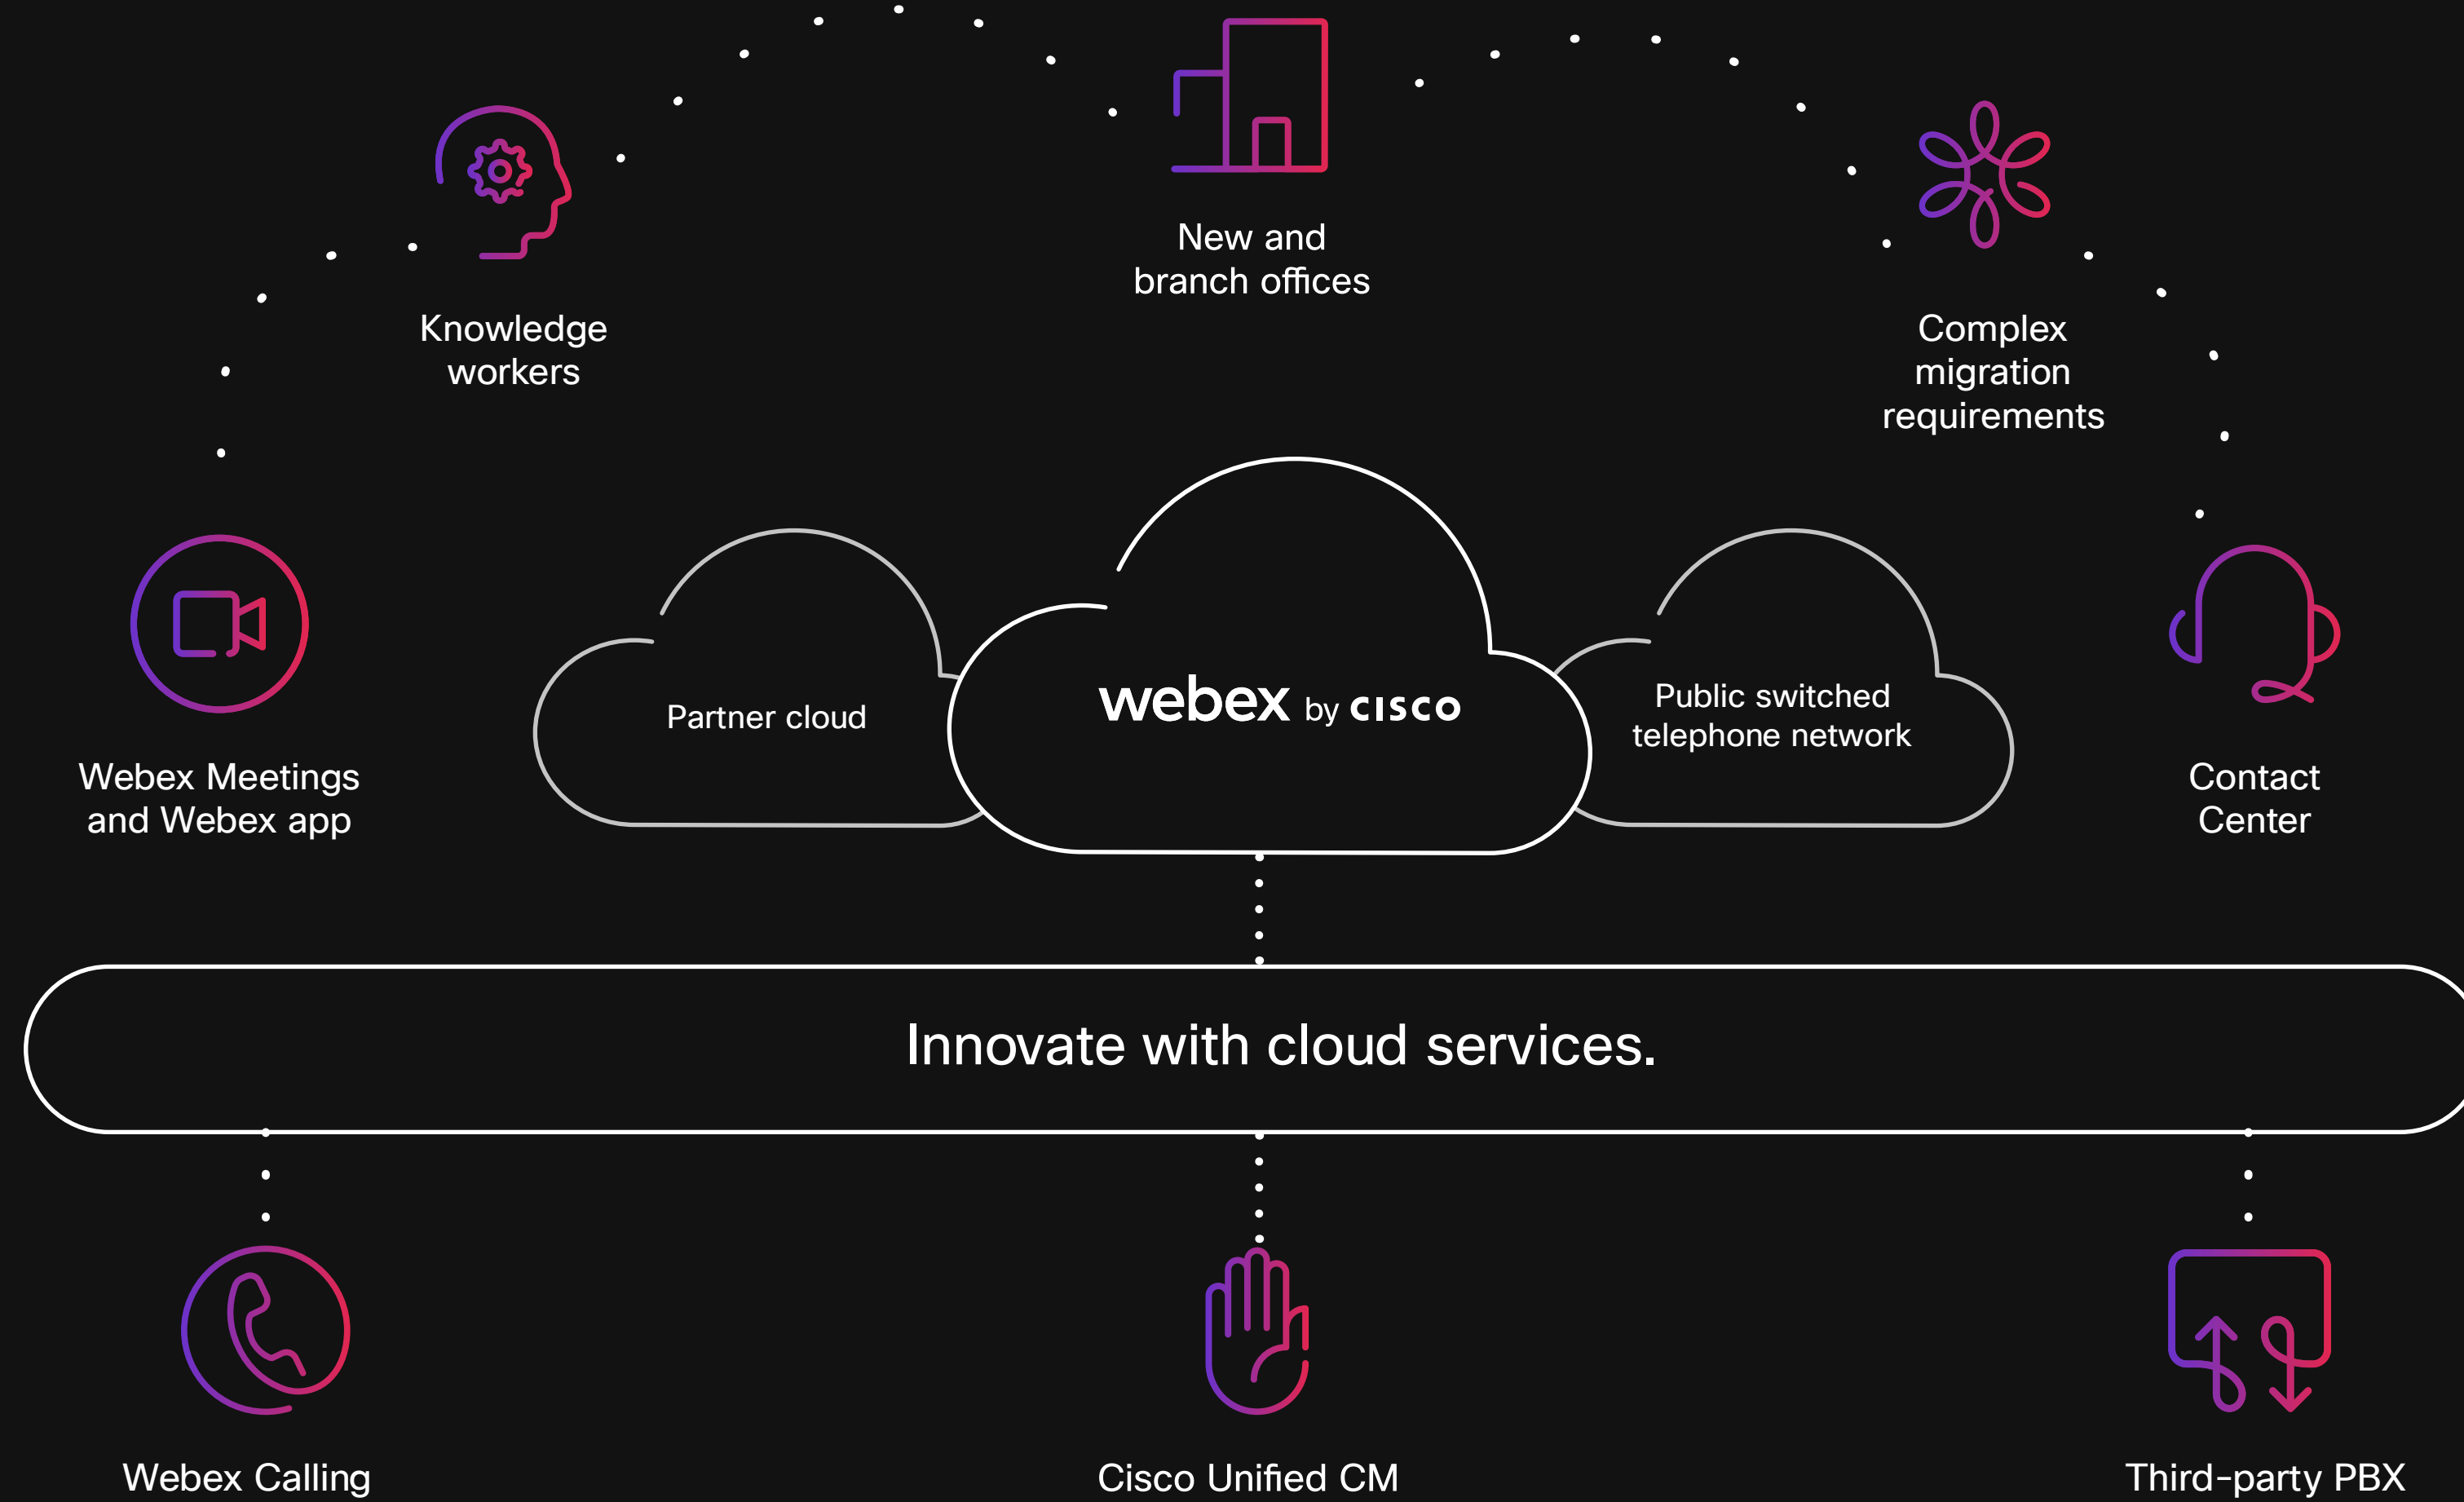 New and
branch offices
Knowledge
workers
Complex
migration
requirements
Partner cloud
webex by cisco
Public switched
telephone network
Webex Meetings
and Webex app
Contact
Center
Innovate with cloud services.
Webex Calling
Cisco Unified CM
Third-party PBX